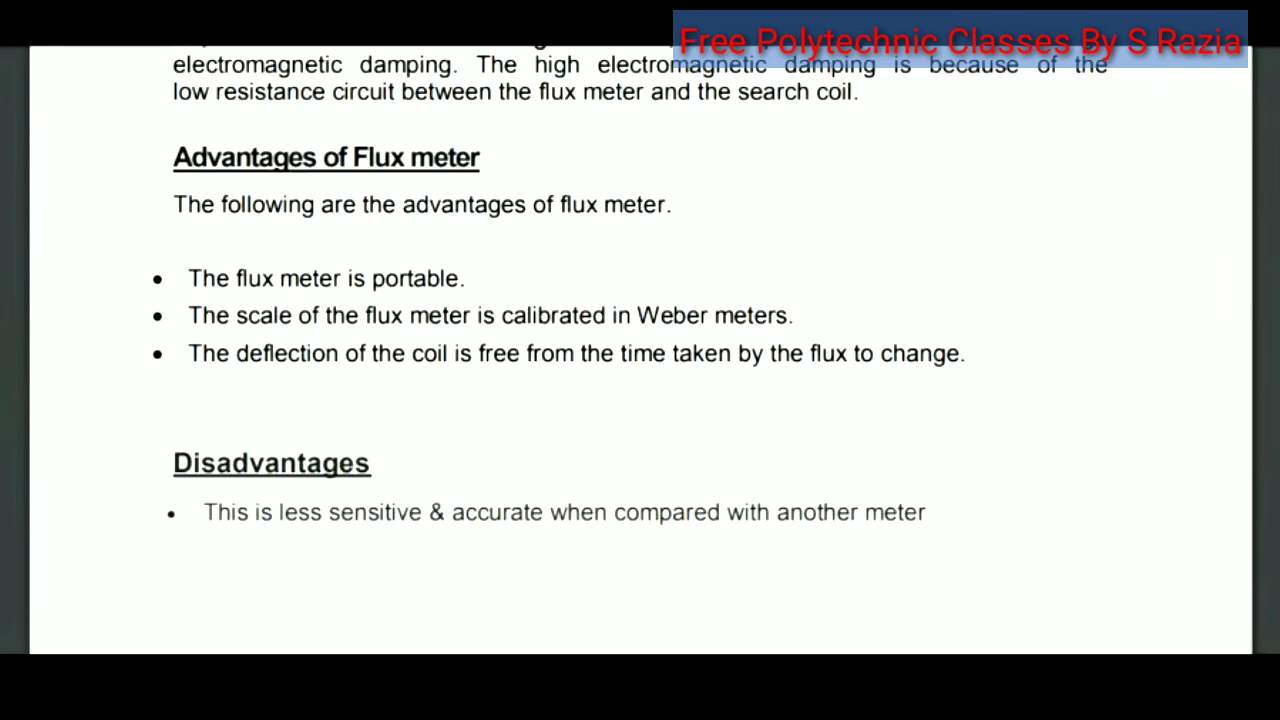 Free Polytechnic Classes By S Razia
electromagnetic damping. The high electromagnetic damping is because of the
low resistance circuit between the flux meter and the search coil.
Advantages of Flux meter
The following are the advantages of flux meter.
• The flux meter is portable.
• The scale of the flux meter is calibrated in Weber meters.
• The deflection of the coil is free from the time taken by the flux to change.
Disadvantages
• This is less sensitive & accurate when compared with another meter